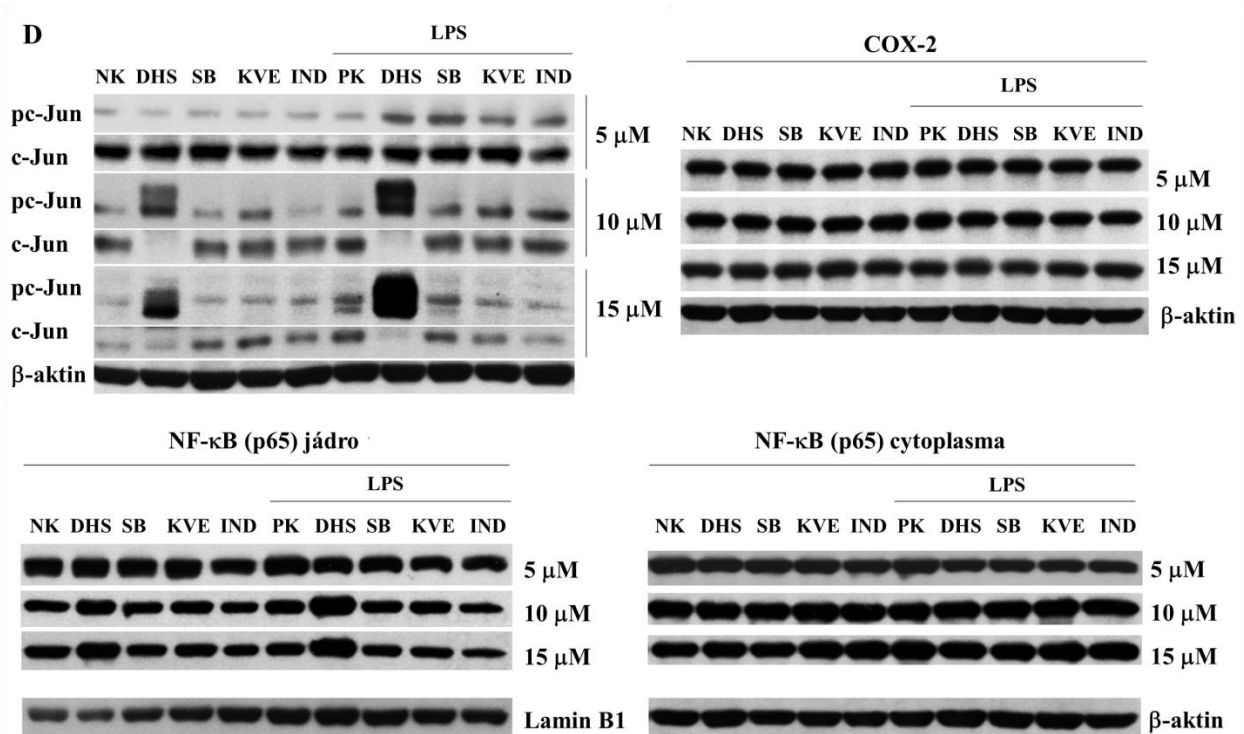 D
LPS
NK DHS SB KVE IND PK DHS SB KVE IND
pc-Jun
c-Jun
5 µM
pc-Jun
c-Jun
10 µM
pc-Jun
c-Jun
15 µM
β-aktin
COX-2
LPS
NK DHS SB KVE IND PK DHS SB KVE IND
5 µM
10 µM
15 µM
β-aktin
NF-κB (p65) jádro
LPS
NK DHS SB KVE IND PK DHS SB KVE IND
5 µM
10 µM
15 µM
Lamin B1
NF-κB (p65) cytoplasma
LPS
NK DHS SB KVE IND PK DHS SB KVE IND
5 µM
10 µM
15 µM
β-aktin